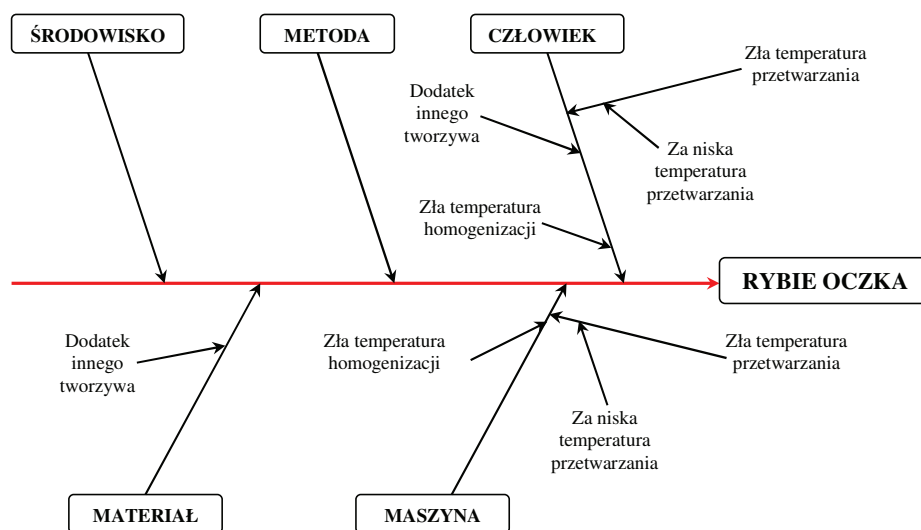 ŚRODOWISKO
METODA
CZŁOWIEK
Zła temperatura
przetwarzania
Dodatek
innego
tworzywa
Za niska
temperatura
przetwarzania
Zła temperatura
homogenizacji
RYBIE OCZKA
Dodatek
innego
tworzywa
Zła temperatura
homogenizacji
Zła temperatura
przetwarzania
Za niska
temperatura
przetwarzania
MATERIAŁ
MASZYNA